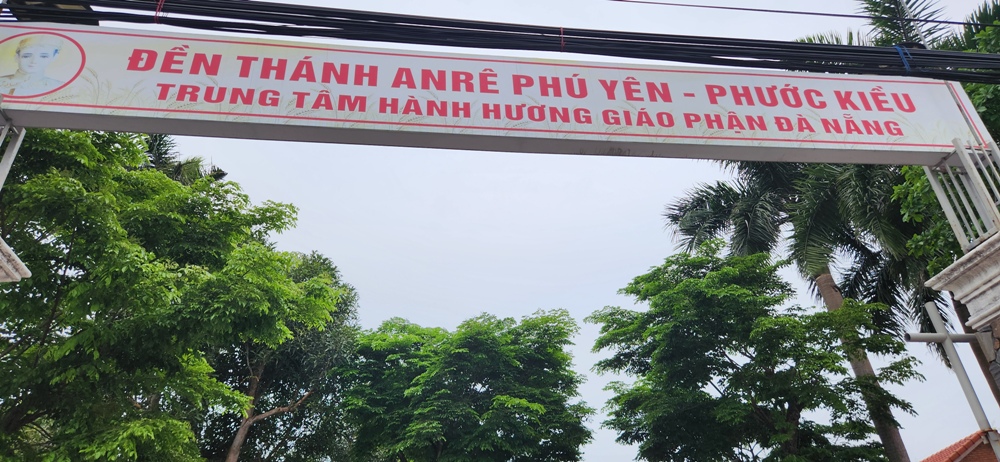 ĐỀN THÁNH ANRÊ PHÚ YÊN - PHƯỚC KIỀU
TRUNG TÂM HÀNH HƯƠNG GIÁO PHẬN ĐÀ NẴNG